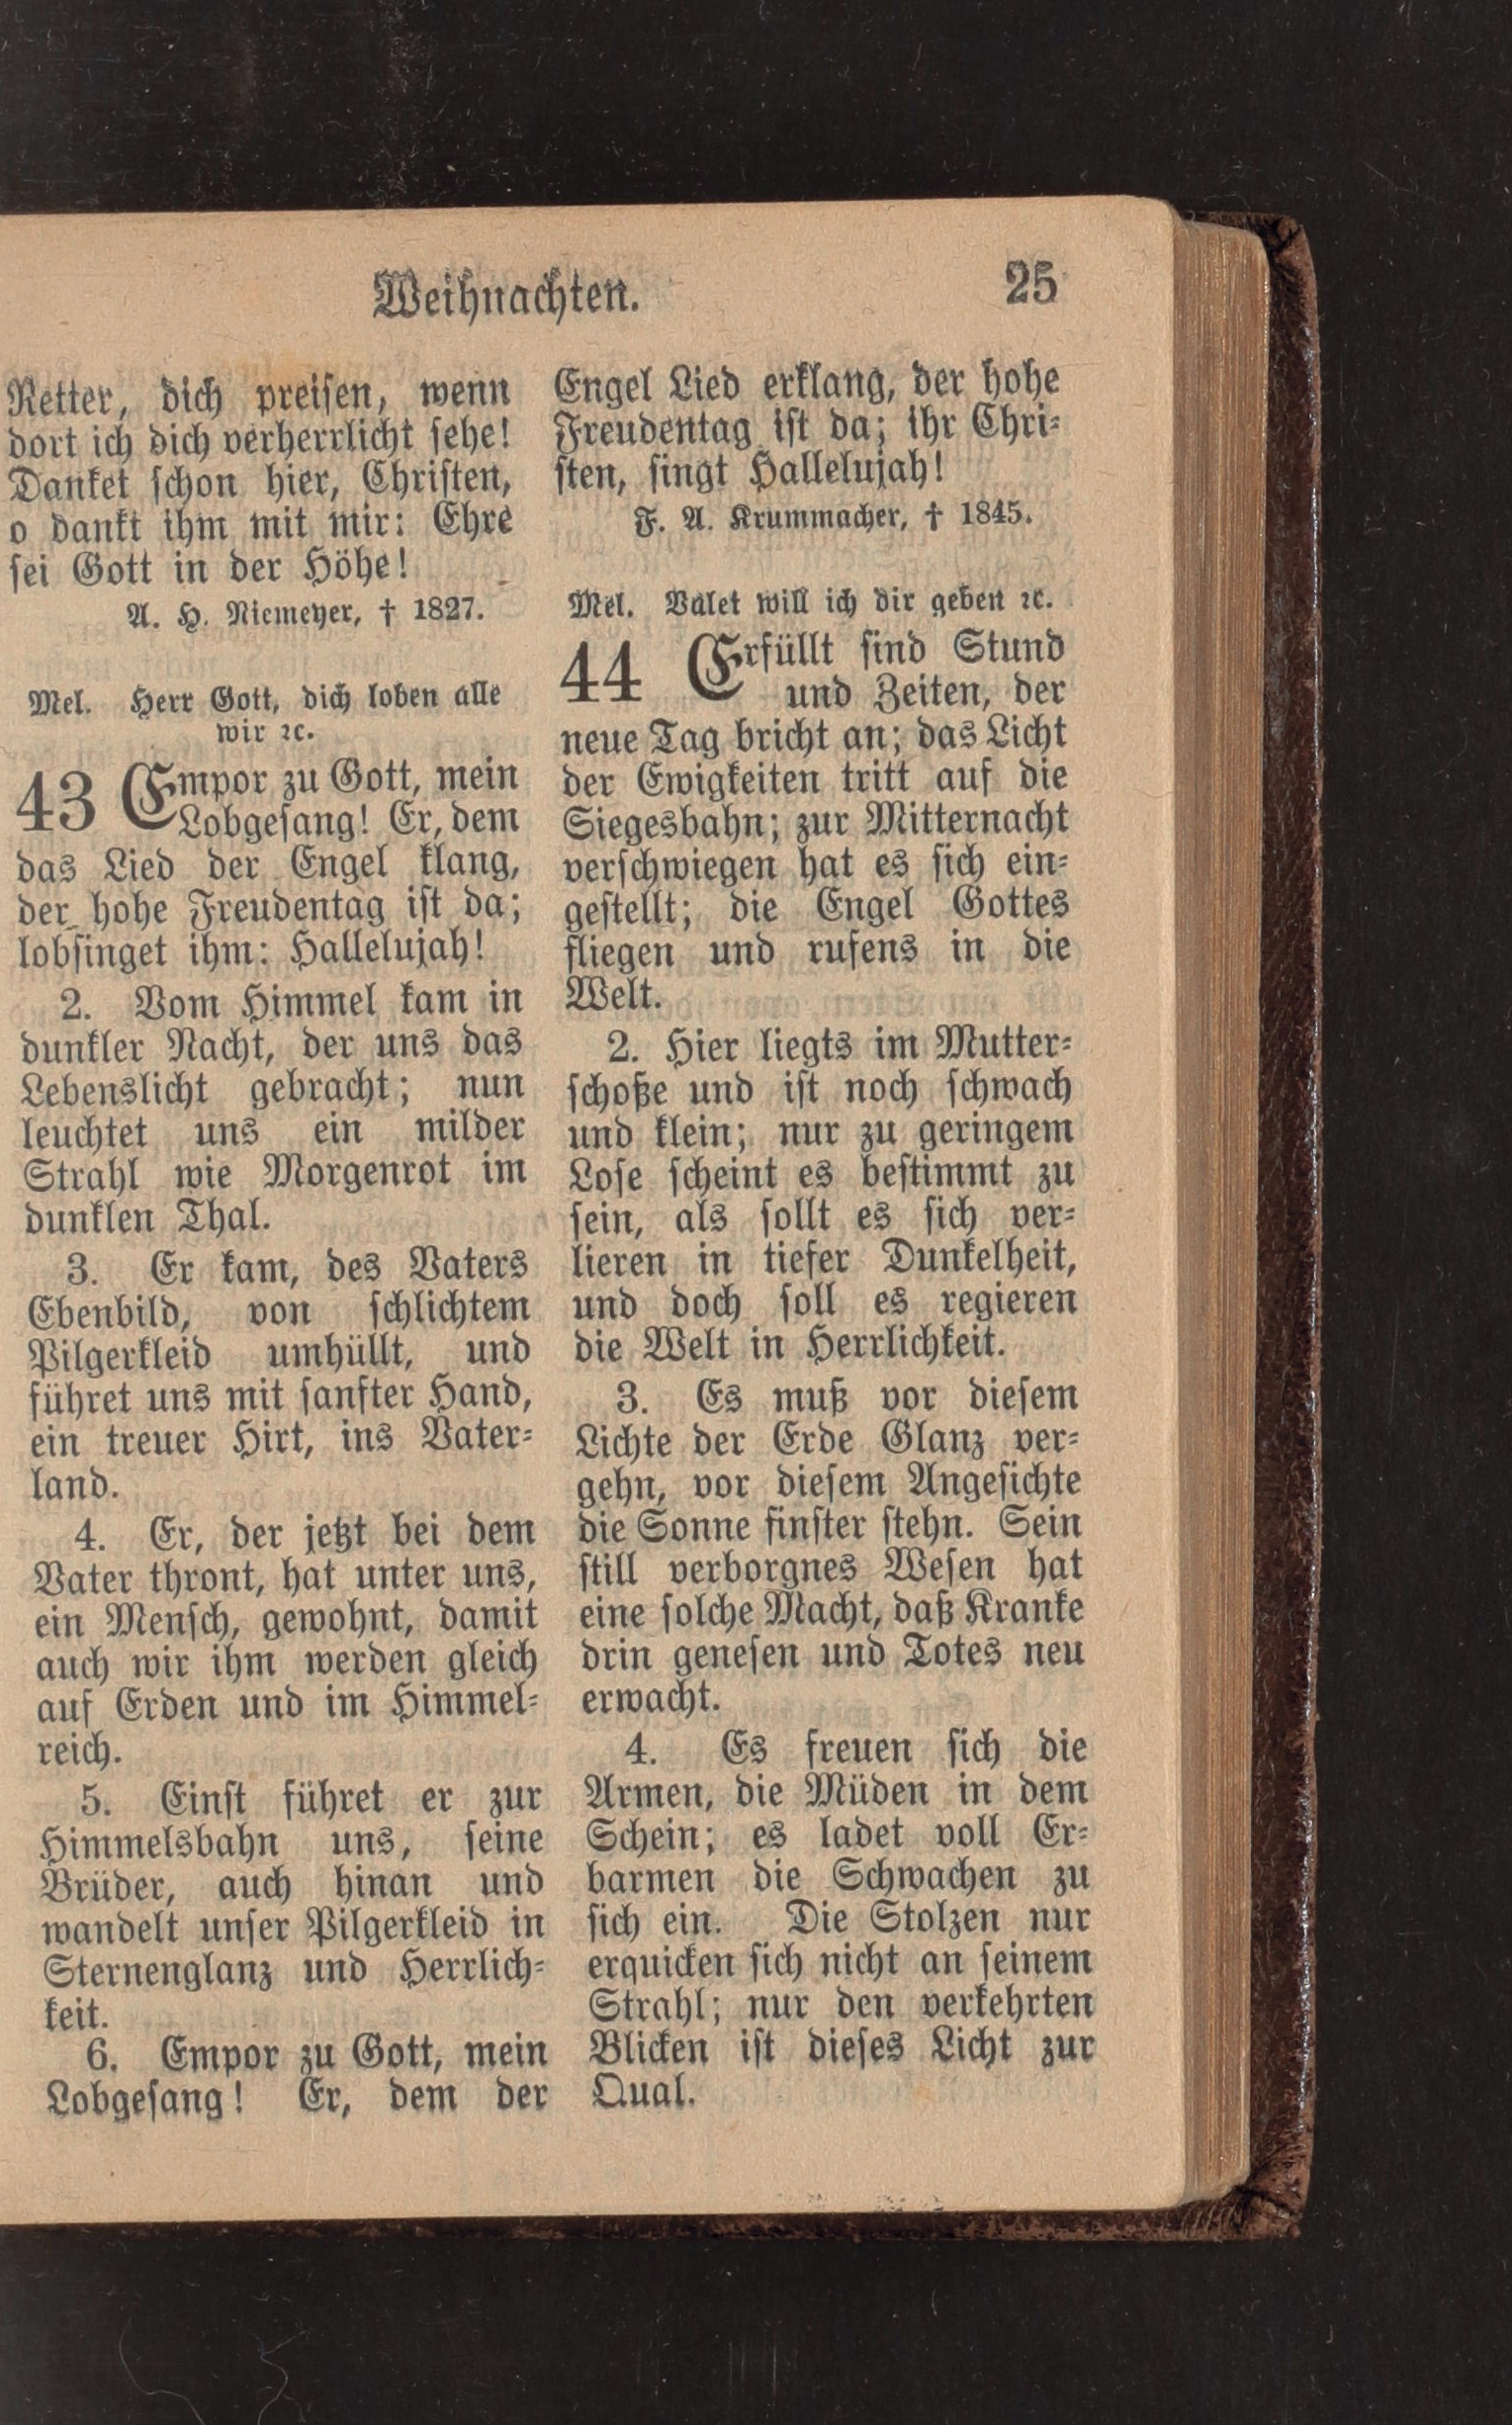 Weihnachten.
25
Retter, dich preisen, wenn
dort ich dich verherrlicht sehe!
Danket schon hier, Christen,
o dankt ihm mit mir: Ehre
sei Gott in der Höhe!
A. H. Niemeyer, † 1827.
Mel. Herr Gott, dich loben alle
wir ꝛc.
43 Empor zu Gott, mein
Lobgesang! Er, dem
das Lied der Engel klang,
der hohe Freudentag ist da;
lobsinget ihm: Hallelujah!
2. Vom Himmel kam in
dunkler Nacht, der uns das
Lebenslicht gebracht; nun
leuchtet uns ein milder
Strahl wie Morgenrot im
dunklen Thal.
3. Er kam, des Vaters
Ebenbild, von schlichtem
Pilgerkleid umhüllt, und
führet uns mit sanfter Hand,
ein treuer Hirt, ins Vater-
land.
4. Er, der jetzt bei dem
Vater thront, hat unter uns,
ein Mensch, gewohnt, damit
auch wir ihm werden gleich
auf Erden und im Himmel-
reich.
5. Einst führet er zur
Himmelsbahn uns, seine
Brüder, auch hinan und
wandelt unser Pilgerkleid in
Sternenglanz und Herrlich-
keit.
6. Empor zu Gott, mein
Lobgesang! Er, dem der
Engel Lied erklang, der hohe
Freudentag ist da; ihr Chri-
sten, singt Hallelujah!
F. A. Krummacher, † 1845.
Mel. Valet will ich dir geben ꝛc.
44 Erfüllt sind Stund
und Zeiten, der
neue Tag bricht an; das Licht
der Ewigkeiten tritt auf die
Siegesbahn; zur Mitternacht
verschwiegen hat es sich ein-
gestellt; die Engel Gottes
fliegen und rufens in die
Welt.
2. Hier liegts im Mutter-
schoße und ist noch schwach
und klein; nur zu geringem
Lose scheint es bestimmt zu
sein, als sollt es sich ver-
lieren in tiefer Dunkelheit,
und doch soll es regieren
die Welt in Herrlichkeit.
3. Es muß vor diesem
Lichte der Erde Glanz ver-
gehn, vor diesem Angesichte
die Sonne finster stehn. Sein
still verborgnes Wesen hat
eine solche Macht, daß Kranke
drin genesen und Totes neu
erwacht.
4. Es freuen sich die
Armen, die Müden in dem
Schein; es ladet voll Er-
barmen die Schwachen zu
sich ein. Die Stolzen nur
erquicken sich nicht an seinem
Strahl; nur den verkehrten
Blicken ist dieses Licht zur
Qual.